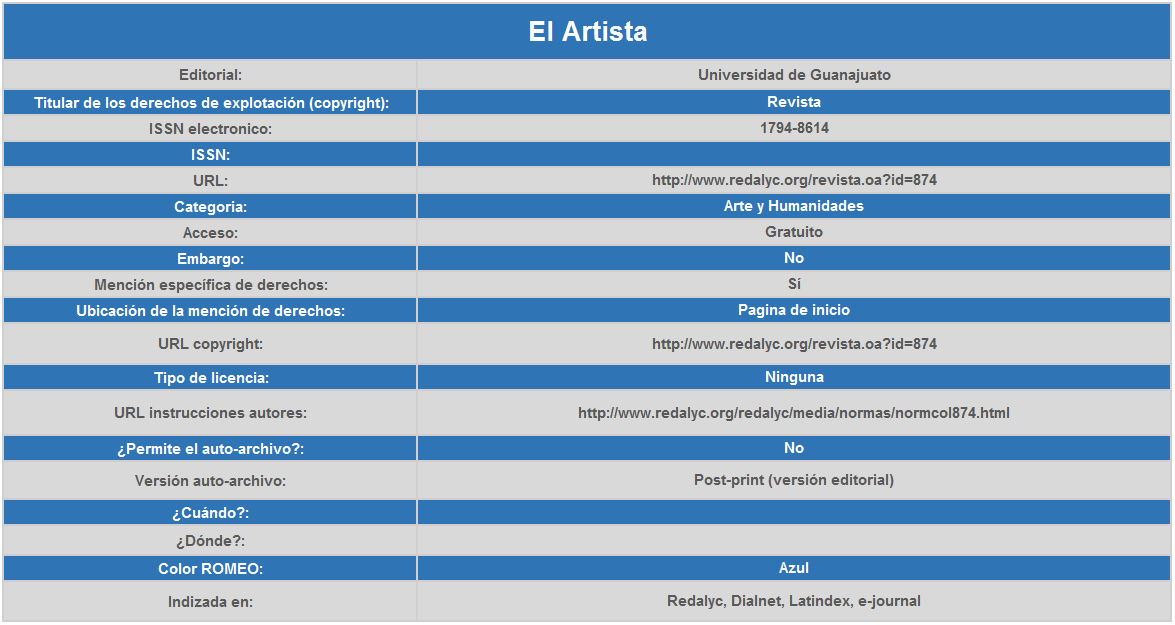 El Artista
Editorial: Universidad de Guanajuato
Titular de los derechos de explotación (copyright): Revista
ISSN electronico: 1794-8614
ISSN:
URL: http://www.redalyc.org/revista.oa?id=874
Categoria: Arte y Humanidades
Acceso: Gratuito
Embargo: No
Mención específica de derechos: Sí
Ubicación de la mención de derechos: Pagina de inicio
URL copyright: http://www.redalyc.org/revista.oa?id=874
Tipo de licencia: Ninguna
URL instrucciones autores: http://www.redalyc.org/redalyc/media/normas/normcol874.html
¿Permite el auto-archivo?: No
Versión auto-archivo: Post-print (versión editorial)
¿Cuándo?:
¿Dónde?:
Color ROMEO: Azul
Indizada en: Redalyc, Dialnet, Latindex, e-journal